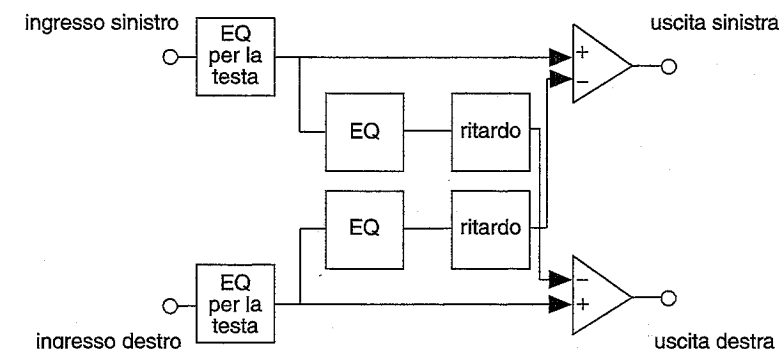 ingresso sinistro
EQ
per la
testa
uscita sinistra
+
−
EQ
ritardo
EQ
ritardo
EQ
per la
testa
−
+
ingresso destro
uscita destra